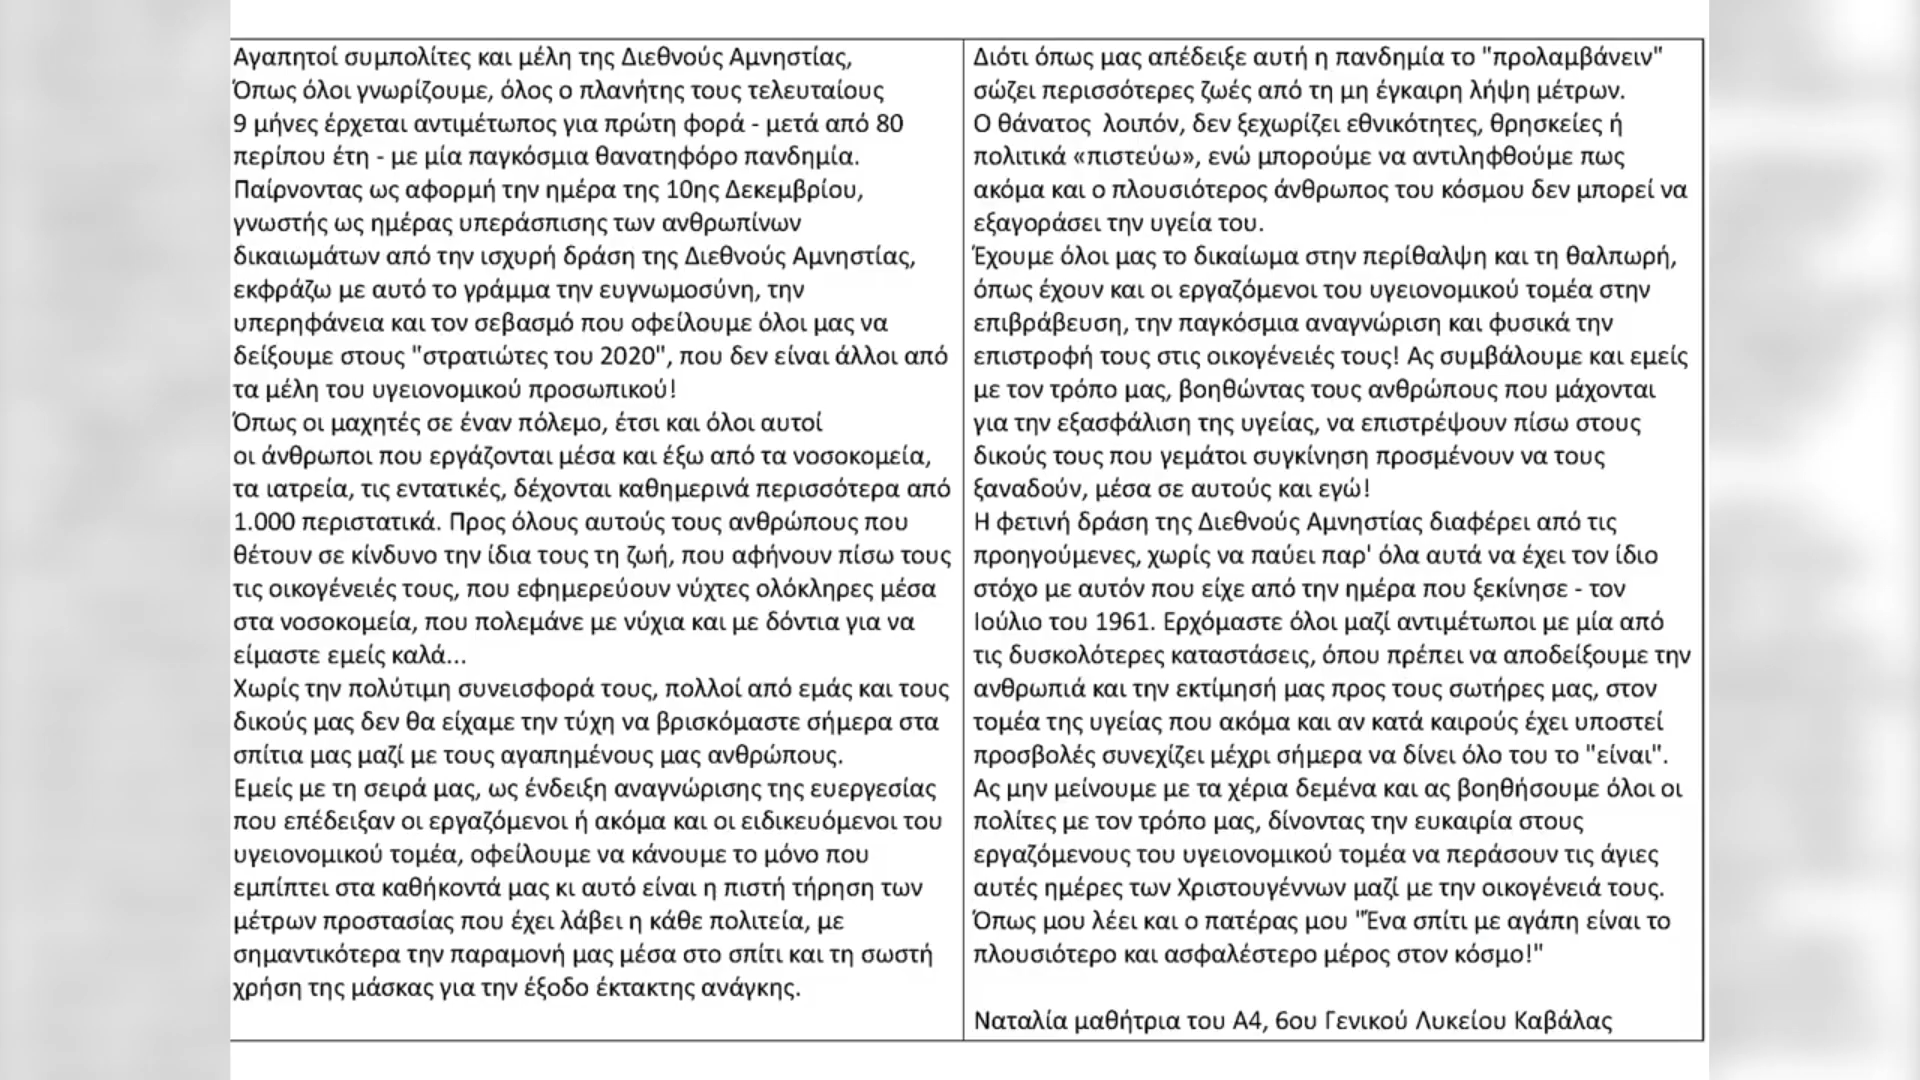 Αγαπητοί συμπολίτες και μέλη της Διεθνούς Αμνηστίας,
Όπως όλοι γνωρίζουμε, όλος ο πλανήτης τους τελευταίους
9 μήνες έρχεται αντιμέτωπος για πρώτη φορά - μετά από 80
περίπου έτη - με μία παγκόσμια θανατηφόρο πανδημία.
Παίρνοντας ως αφορμή την ημέρα της 10ης Δεκεμβρίου,
γνωστής ως ημέρας υπεράσπισης των ανθρωπίνων
δικαιωμάτων από την ισχυρή δράση της Διεθνούς Αμνηστίας,
εκφράζω με αυτό το γράμμα την ευγνωμοσύνη, την
υπερηφάνεια και τον σεβασμό που οφείλουμε όλοι μας να
δείξουμε στους "στρατιώτες του 2020", που δεν είναι άλλοι από
τα μέλη του υγειονομικού προσωπικού!
Όπως οι μαχητές σε έναν πόλεμο, έτσι και όλοι αυτοί
οι άνθρωποι που εργάζονται μέσα και έξω από τα νοσοκομεία,
τα ιατρεία, τις εντατικές, δέχονται καθημερινά περισσότερα από
1.000 περιστατικά. Προς όλους αυτούς τους ανθρώπους που
θέτουν σε κίνδυνο την ίδια τους τη ζωή, που αφήνουν πίσω τους
τις οικογένειές τους, που εφημερεύουν νύχτες ολόκληρες μέσα
στα νοσοκομεία, που πολεμάνε με νύχια και με δόντια για να
είμαστε εμείς καλά...
Χωρίς την πολύτιμη συνεισφορά τους, πολλοί από εμάς και τους
δικούς μας δεν θα είχαμε την τύχη να βρισκόμαστε σήμερα στα
σπίτια μας μαζί με τους αγαπημένους μας ανθρώπους.
Εμείς με τη σειρά μας, ως ένδειξη αναγνώρισης της ευεργεσίας
που επέδειξαν οι εργαζόμενοι ή ακόμα και οι ειδικευόμενοι του
υγειονομικού τομέα, οφείλουμε να κάνουμε το μόνο που
εμπίπτει στα καθήκοντά μας κι αυτό είναι η πιστή τήρηση των
μέτρων προστασίας που έχει λάβει η κάθε πολιτεία, με
σημαντικότερα την παραμονή μας μέσα στο σπίτι και τη σωστή
χρήση της μάσκας για την έξοδο έκτακτης ανάγκης.
Διότι όπως μας απέδειξε αυτή η πανδημία το "προλαμβάνειν"
σώζει περισσότερες ζωές από τη μη έγκαιρη λήψη μέτρων.
Ο θάνατος  λοιπόν, δεν ξεχωρίζει εθνικότητες, θρησκείες ή
πολιτικά «πιστεύω», ενώ μπορούμε να αντιληφθούμε πως
ακόμα και ο πλουσιότερος άνθρωπος του κόσμου δεν μπορεί να
εξαγοράσει την υγεία του.
Έχουμε όλοι μας το δικαίωμα στην περίθαλψη και τη θαλπωρή,
όπως έχουν και οι εργαζόμενοι του υγειονομικού τομέα στην
επιβράβευση, την παγκόσμια αναγνώριση και φυσικά την
επιστροφή τους στις οικογένειές τους! Ας συμβάλουμε και εμείς
με τον τρόπο μας, βοηθώντας τους ανθρώπους που μάχονται
για την εξασφάλιση της υγείας, να επιστρέψουν πίσω στους
δικούς τους που γεμάτοι συγκίνηση προσμένουν να τους
ξαναδούν, μέσα σε αυτούς και εγώ!
Η φετινή δράση της Διεθνούς Αμνηστίας διαφέρει από τις
προηγούμενες, χωρίς να παύει παρ' όλα αυτά να έχει τον ίδιο
στόχο με αυτόν που είχε από την ημέρα που ξεκίνησε - τον
Ιούλιο του 1961. Ερχόμαστε όλοι μαζί αντιμέτωποι με μία από
τις δυσκολότερες καταστάσεις, όπου πρέπει να αποδείξουμε την
ανθρωπιά και την εκτίμησή μας προς τους σωτήρες μας, στον
τομέα της υγείας που ακόμα και αν κατά καιρούς έχει υποστεί
προσβολές συνεχίζει μέχρι σήμερα να δίνει όλο του το "είναι".
Ας μην μείνουμε με τα χέρια δεμένα και ας βοηθήσουμε όλοι οι
πολίτες με τον τρόπο μας, δίνοντας την ευκαιρία στους
εργαζόμενους του υγειονομικού τομέα να περάσουν τις άγιες
αυτές ημέρες των Χριστουγέννων μαζί με την οικογένειά τους.
Όπως μου λέει και ο πατέρας μου "Ένα σπίτι με αγάπη είναι το
πλουσιότερο και ασφαλέστερο μέρος στον κόσμο!"
Ναταλία μαθήτρια του Α4, 6ου Γενικού Λυκείου Καβάλας